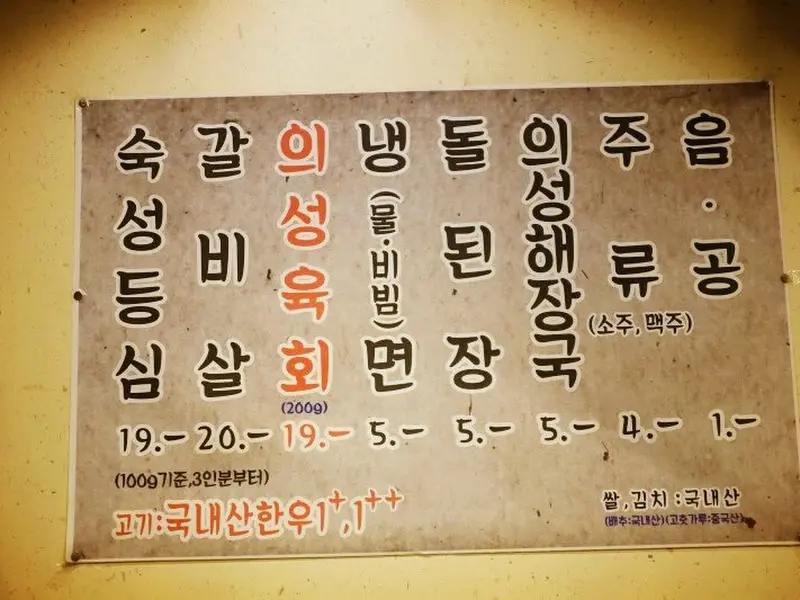 숙성등심
갈비살
의성육회
(200g)
냉(물·비빔)면
돌된장
의성해장국
주류
(소주, 맥주)
음·공
19.- 20.- 19.- 5.- 5.- 5.- 4.- 1.-
(100g기준,3인분부터)
고기:국내산한우1+,1++
쌀,김치:국내산
(배추:국내산)(고춧가루:중국산)